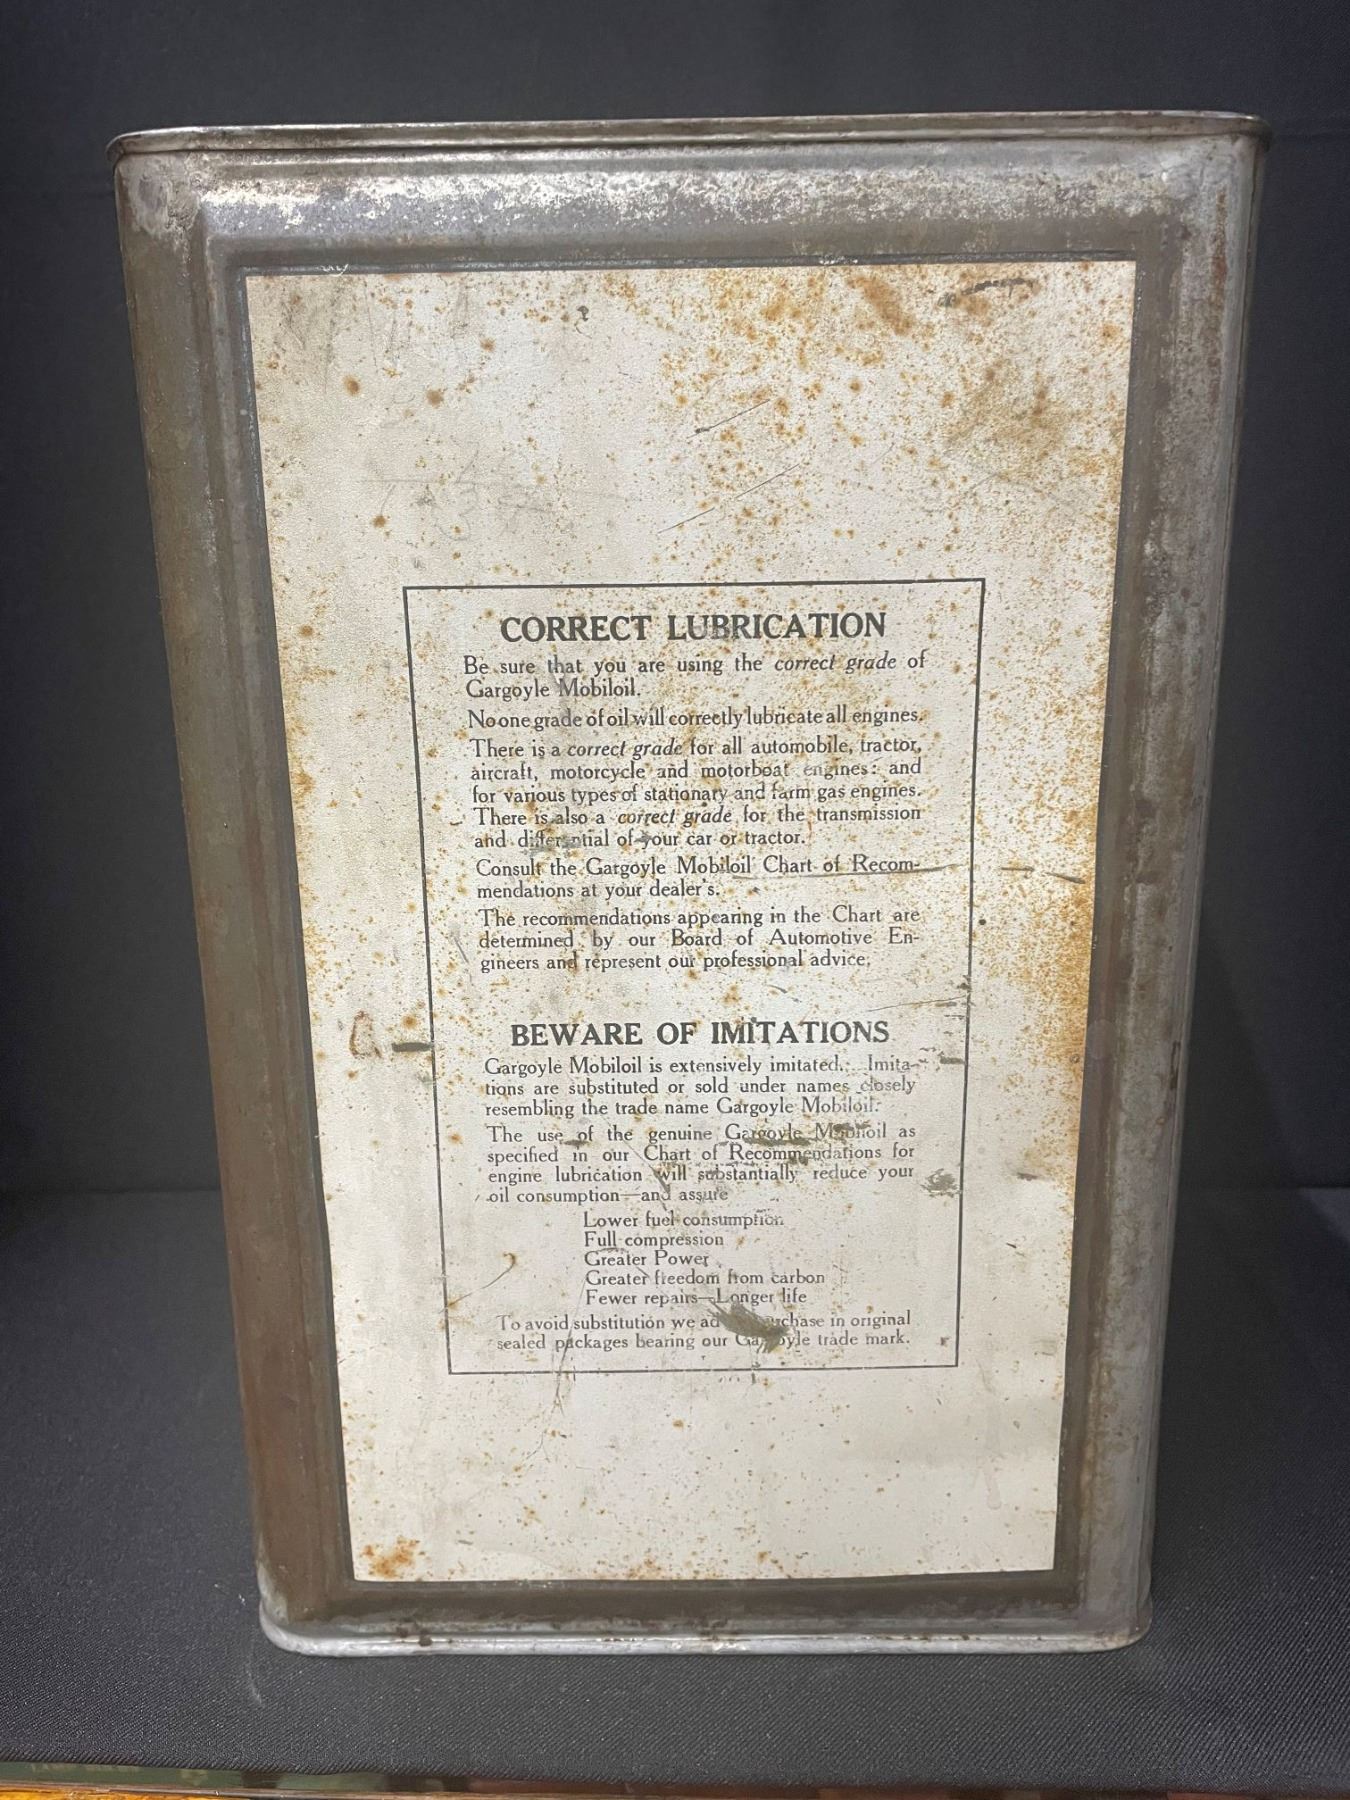 CORRECT LUBRICATION
Be sure that you are using the correct grade of
Gargoyle Mobiloil.
No one grade of oil will correctly lubricate all engines.
There is a correct grade for all automobile, tractor,
aircraft, motorcycle and motorboat engines: and
for various types of stationary and farm gas engines.
There is also a correct grade for the transmission
and differential of your car or tractor.
Consult the Gargoyle Mobiloil Chart of Recom-
mendations at your dealer's.
The recommendations appearing in the Chart are
determined by our Board of Automotive En-
gineers and represent our professional advice.
BEWARE OF IMITATIONS
Gargoyle Mobiloil is extensively imitated. Imita-
tions are substituted or sold under names closely
resembling the trade name Gargoyle Mobiloil.
The use of the genuine Gargoyle Mobiloil as
specified in our Chart of Recommendations for
engine lubrication will substantially reduce your
oil consumption—and assure
Lower fuel consumption
Full compression
Greater Power
Greater freedom from carbon
Fewer repairs—Longer life
To avoid substitution we in original
sealed packages bearing our Gargoyle trade mark.